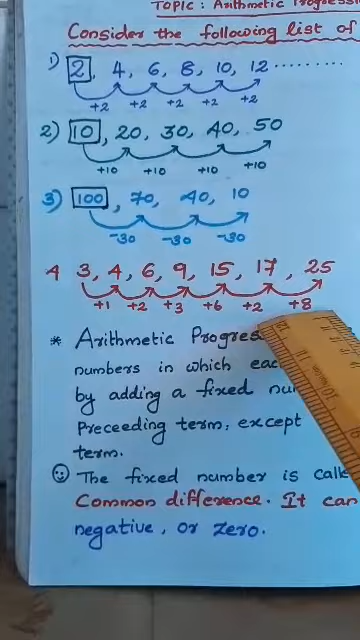 TOPIC : Arithmetic Progress
Consider the following list of
1) 2, 4, 6, 8, 10, 12 .........
+2 +2 +2 +2 +2
2) 10, 20, 30, 40, 50
+10 +10 +10 +10
3) 100, 70, 40, 10
-30 -30 -30
4 3, 4, 6, 9, 15, 17, 25
+1 +2 +3 +6 +2 +8
* Arithmetic Progres
numbers in which eac
by adding a fixed nu
Preceeding term, except
term.
The fixed number is calle
Common difference. It can
negative, or zero.